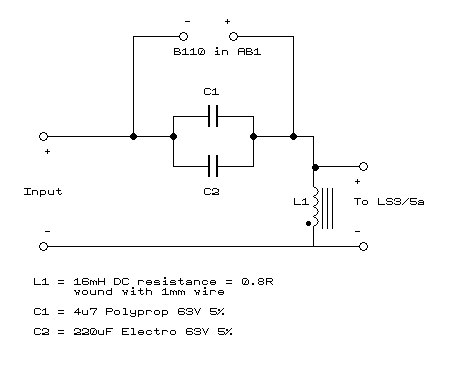 - +
B110 in AB1
C1
+
Input
C2
+
L1
To LS3/5a
-
-
L1 = 16mH DC resistance = 0.8R
wound with 1mm wire
C1 = 4u7 Polyprop 63V 5%
C2 = 220uF Electro 63V 5%